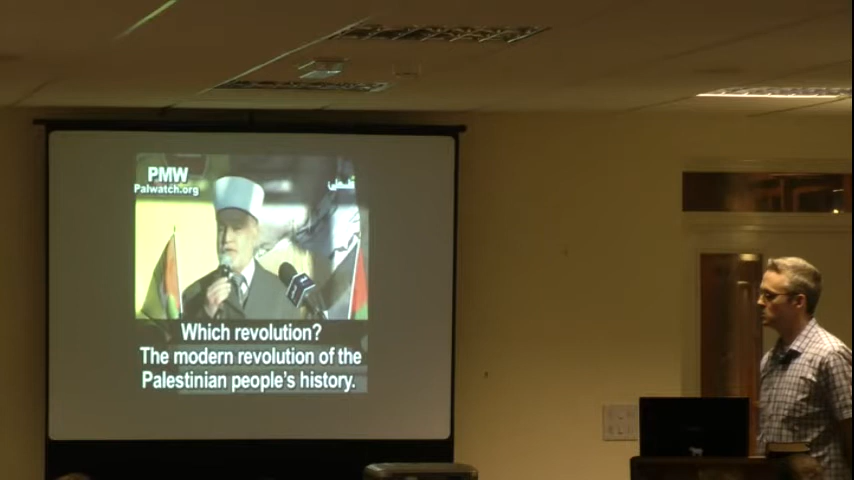 PMW
Palwatch.org
Which revolution?
The modern revolution of the
Palestinian people's history.